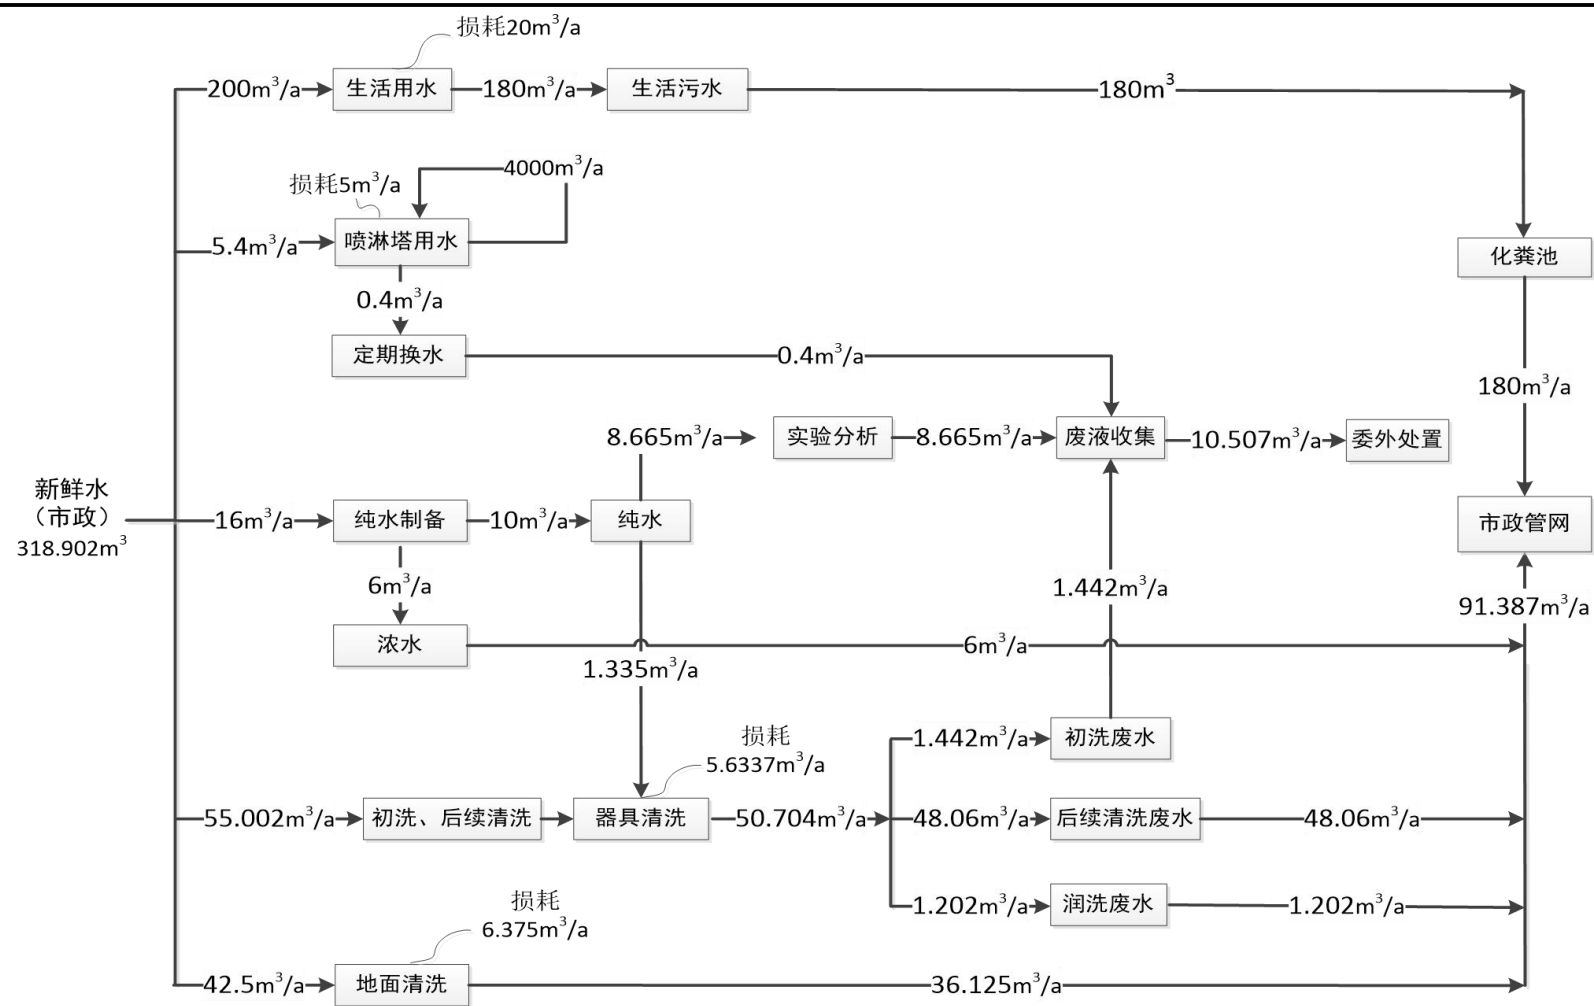 损耗20m³/a
200m³/a
生活用水
180m³/a
生活污水
180m³
4000m³/a
损耗5m³/a
5.4m³/a
喷淋塔用水
化粪池
0.4m³/a
定期换水
0.4m³/a
180m³/a
8.665m³/a
实验分析
8.665m³/a
废液收集
10.507m³/a
委外处置
新鲜水
（市政）
318.902m³
16m³/a
纯水制备
10m³/a
纯水
市政管网
6m³/a
1.442m³/a
91.387m³/a
浓水
6m³/a
1.335m³/a
损耗
5.6337m³/a
1.442m³/a
初洗废水
55.002m³/a
初洗、后续清洗
器具清洗
50.704m³/a
48.06m³/a
后续清洗废水
48.06m³/a
损耗
6.375m³/a
1.202m³/a
润洗废水
1.202m³/a
42.5m³/a
地面清洗
36.125m³/a